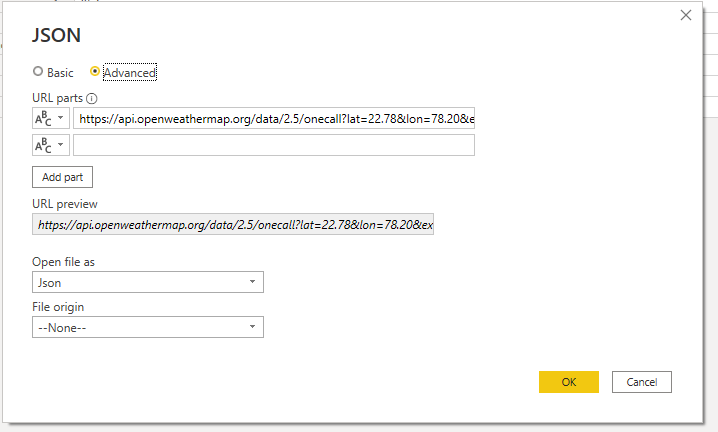 JSON
Basic Advanced
URL parts
ABC https://api.openweathermap.org/data/2.5/onecall?lat=22.78&lon=78.20&e
ABC
Add part
URL preview
https://api.openweathermap.org/data/2.5/onecall?lat=22.78&lon=78.20&ex
Open file as
Json
File origin
--None--
OK Cancel